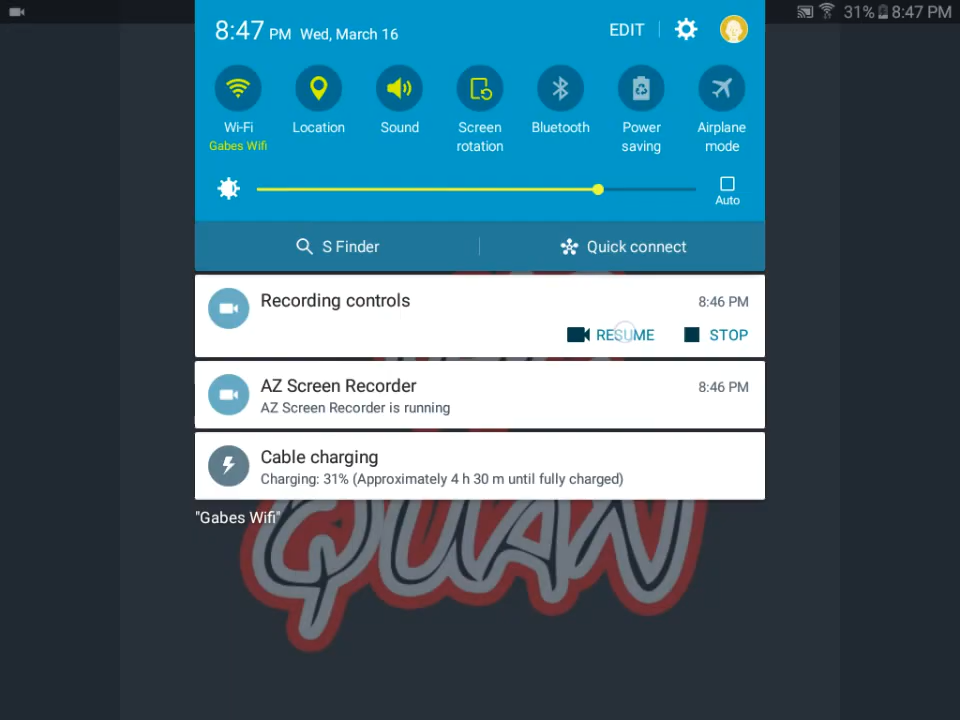 31% 8:47 PM
8:47 PM Wed, March 16
EDIT
Wi-Fi
Gabes Wifi
Location
Sound
Screen
rotation
Bluetooth
Power
saving
Airplane
mode
Auto
S Finder
Quick connect
Recording controls
8:46 PM
RESUME
STOP
AZ Screen Recorder
8:46 PM
AZ Screen Recorder is running
Cable charging
Charging: 31% (Approximately 4 h 30 m until fully charged)
"Gabes Wifi"
QUAN